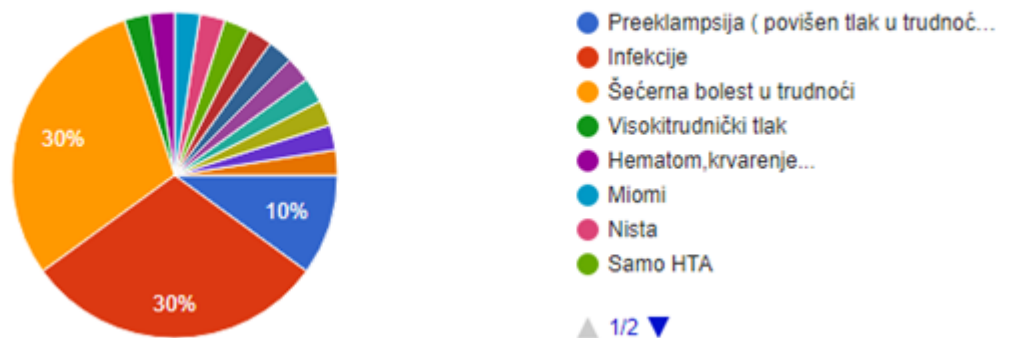 30%
10%
30%
Preeklampsija ( povišen tlak u trudnoć...
Infekcije
Šećerna bolest u trudnoći
Visokitrudnički tlak
Hematom,krvarenje...
Miomi
Nista
Samo HTA
1/2